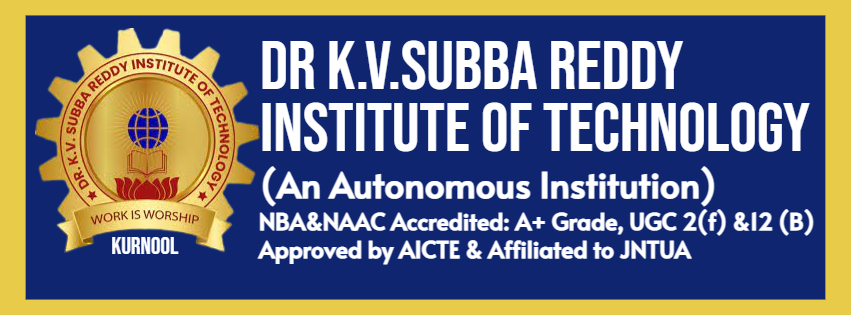 DR. K.V. SUBBA REDDY INSTITUTE OF TECHNOLOGY
WORK IS WORSHIP
KURNOOL
DR K.V.SUBBA REDDY
INSTITUTE OF TECHNOLOGY
(An Autonomous Institution)
NBA&NAAC Accredited: A+ Grade, UGC 2(f) &12 (B)
Approved by AICTE & Affiliated to JNTUA